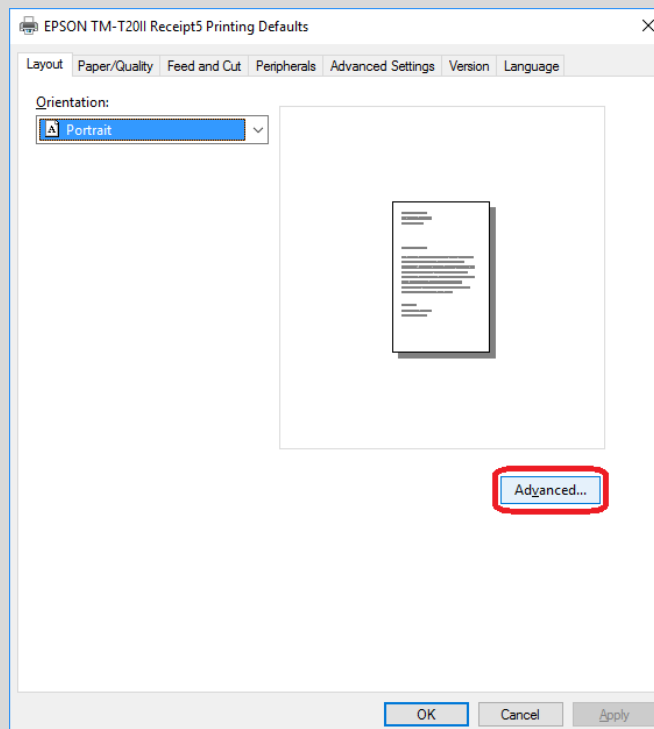 EPSON TM-T20II Receipt5 Printing Defaults
Layout Paper/Quality Feed and Cut Peripherals Advanced Settings Version Language
Orientation:
A Portrait
Advanced...
OK Cancel Apply